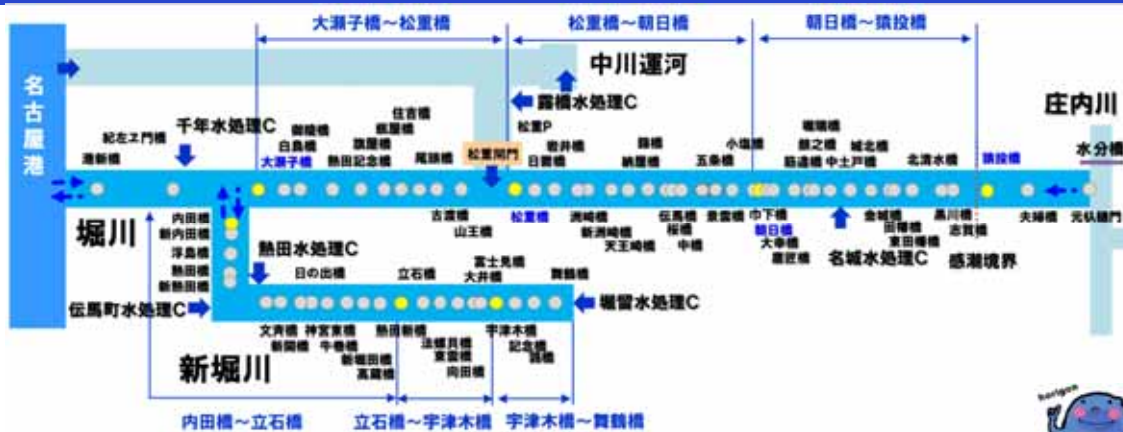 大瀬子橋～松重橋
松重橋～朝日橋
朝日橋～猿投橋
名古屋港
中川運河
庄内川
露橋水処理C
千年水処理C
紀左ヱ門橋
港新橋
住吉橋
御陵橋
瓶屋橋
白鳥橋
旗屋橋
大瀬子橋
熱田記念橋
尾頭橋
松重閘門
松重P
岩井橋
日置橋
錦橋
納屋橋
小塩橋
五条橋
堀端橋
城北橋
筋違橋
中土戸橋
北清水橋
猿投橋
水分橋
堀川
内田橋
新内田橋
浮島橋
熱田橋
新熱田橋
古渡橋
山王橋
松重橋
洲崎橋
新洲崎橋
天王崎橋
伝馬橋
桜橋
中橋
景雲橋
巾下橋
朝日橋
大幸橋
鷹匠橋
名城水処理C
金城橋
田幡橋
東田幡橋
黒川橋
志賀橋
感潮境界
夫婦橋
元杁樋門
熱田水処理C
日の出橋
立石橋
富士見橋
大井橋
舞鶴橋
伝馬町水処理C
堀留水処理C
新堀川
文斉橋
新開橋
神宮東橋
牛巻橋
新堀田橋
高蔵橋
熱田新橋
法螺貝橋
東雲橋
向田橋
宇津木橋
記念橋
内田橋～立石橋
立石橋～宇津木橋
宇津木橋～舞鶴橋
horigon